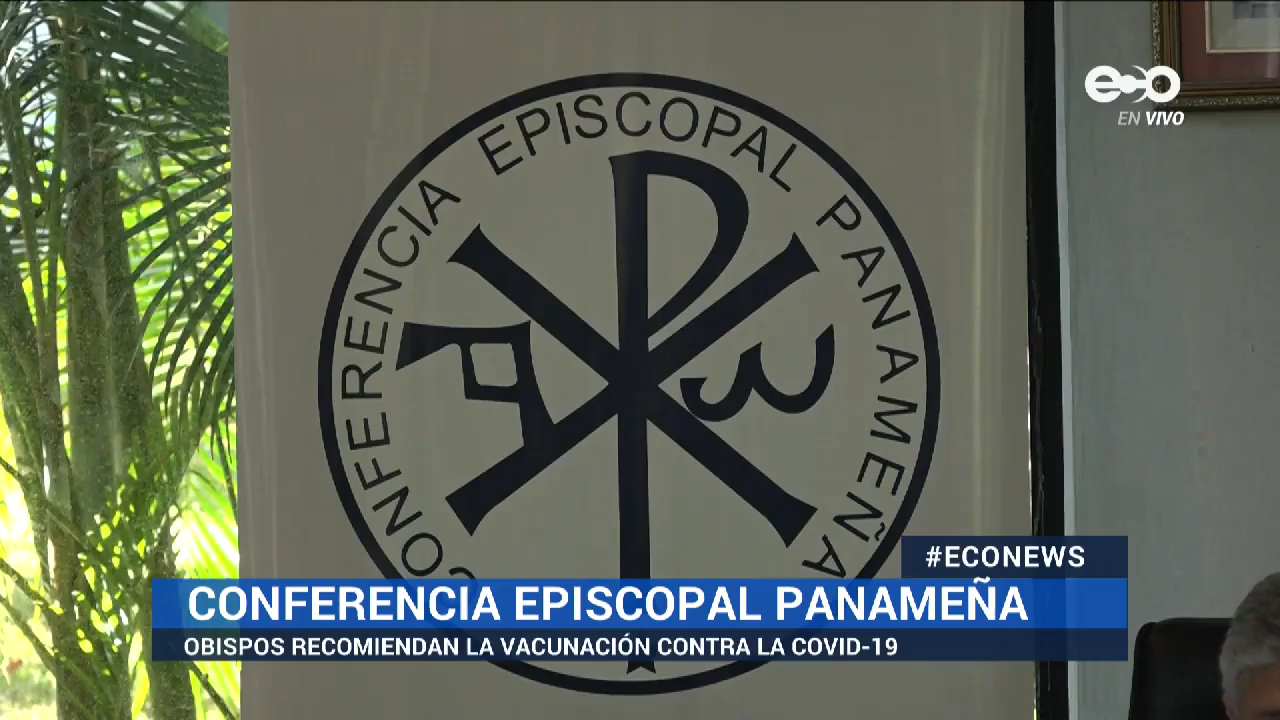 eco
EN VIVO
CONFERENCIA EPISCOPAL PANAMEÑA
#ECONEWS
CONFERENCIA EPISCOPAL PANAMEÑA
OBISPOS RECOMIENDAN LA VACUNACIÓN CONTRA LA COVID-19